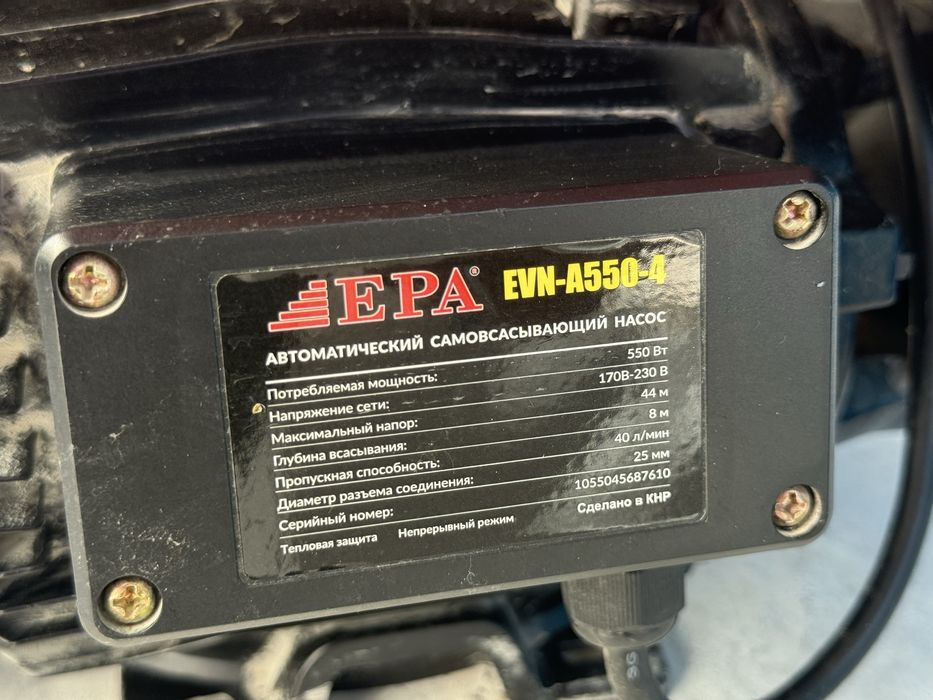 EPA® EVN-A550-4
АВТОМАТИЧЕСКИЙ САМОВСАСЫВАЮЩИЙ НАСОС
Потребляемая мощность: 550 Вт
Напряжение сети: 170В-230 В
Максимальный напор: 44 м
Глубина всасывания: 8 м
Пропускная способность: 40 л/мин
Диаметр разъема соединения: 25 мм
Серийный номер: 1055045687610
Тепловая защита Непрерывный режим Сделано в КНР
SG